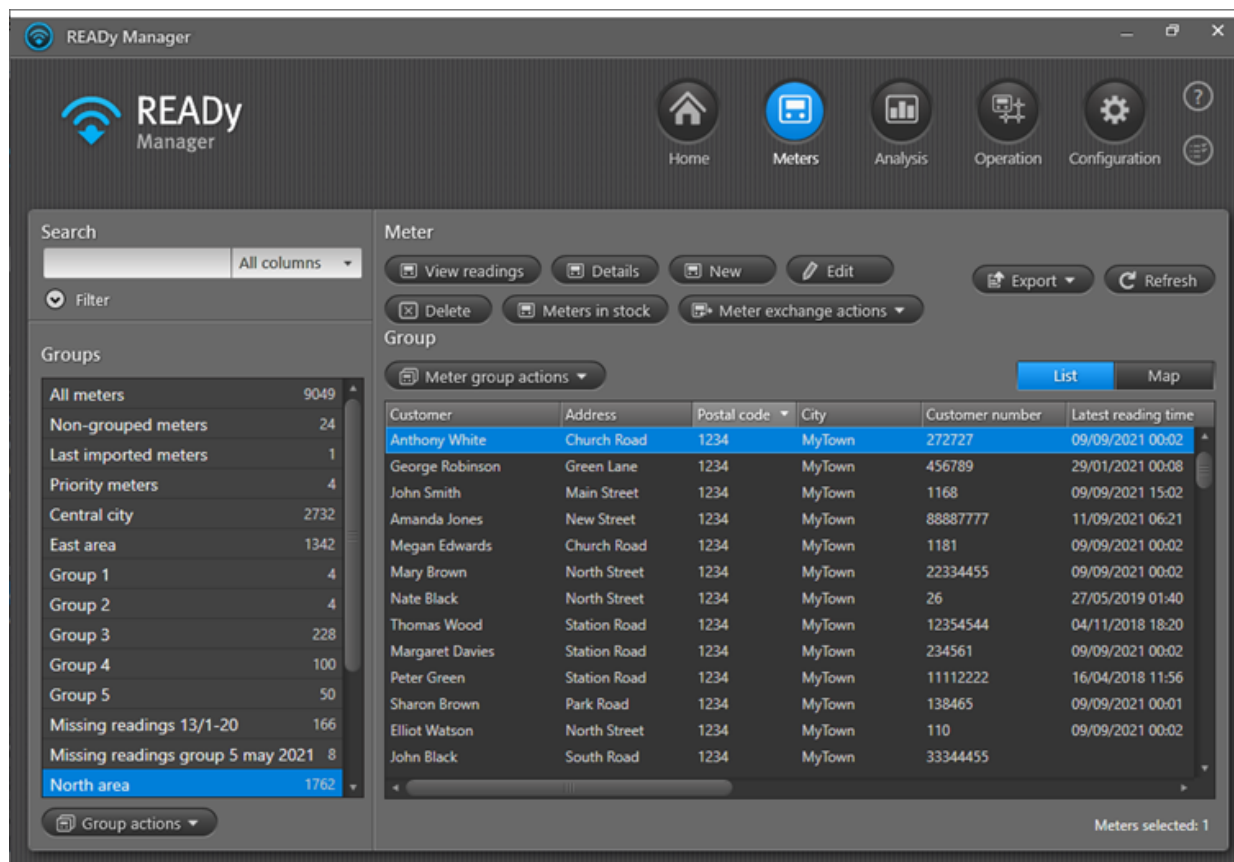 READy Manager
READy
Manager
Home Meters Analysis Operation Configuration
Search
All columns
Filter
Groups
All meters 9049
Non-grouped meters 24
Last imported meters 1
Priority meters 4
Central city 2732
East area 1342
Group 1 4
Group 2 4
Group 3 228
Group 4 100
Group 5 50
Missing readings 13/1-20 166
Missing readings group 5 may 2021 8
North area 1762
Group actions
Meter
View readings Details New Edit
Export Refresh
Delete Meters in stock Meter exchange actions
Group
Meter group actions
List Map
Customer Address Postal code City Customer number Latest reading time
Anthony White Church Road 1234 MyTown 272727 09/09/2021 00:02
George Robinson Green Lane 1234 MyTown 456789 29/01/2021 00:08
John Smith Main Street 1234 MyTown 1168 09/09/2021 15:02
Amanda Jones New Street 1234 MyTown 88887777 11/09/2021 06:21
Megan Edwards Church Road 1234 MyTown 1181 09/09/2021 00:02
Mary Brown North Street 1234 MyTown 22334455 09/09/2021 00:02
Nate Black North Street 1234 MyTown 26 27/05/2019 01:40
Thomas Wood Station Road 1234 MyTown 12354544 04/11/2018 18:20
Margaret Davies Station Road 1234 MyTown 234561 09/09/2021 00:02
Peter Green Station Road 1234 MyTown 11112222 16/04/2018 11:56
Sharon Brown Park Road 1234 MyTown 138465 09/09/2021 00:01
Elliot Watson North Street 1234 MyTown 110 09/09/2021 00:02
John Black South Road 1234 MyTown 33344455
Meters selected: 1